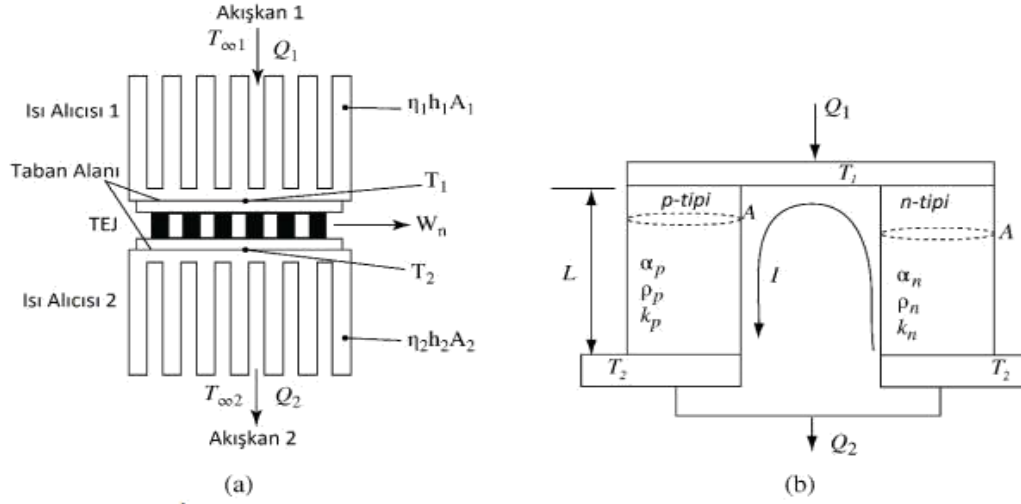 Akışkan 1
T∞1 Q1
Isı Alıcısı 1
η1h1A1
Taban Alanı
T1
TEJ
Wn
T2
Isı Alıcısı 2
η2h2A2
T∞2 Q2
Akışkan 2
(a)
Q1
T1
p-tipi
n-tipi
A
A
L
I
αp
ρp
kp
αn
ρn
kn
T2
T2
Q2
(b)